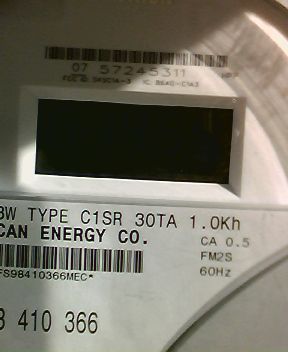 07 57245311
3W TYPE C1SR 30TA 1.0Kh
CAN ENERGY CO.
CA 0.5
FM2S
60Hz
FS98410366MEC*
410 366